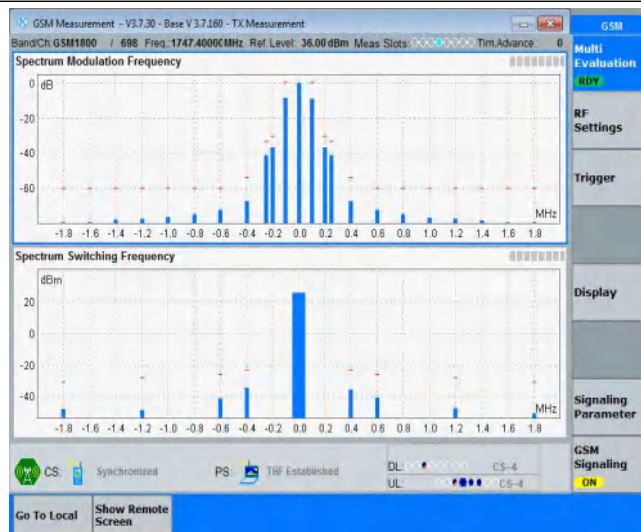 GSM Measurement - V3.7.30 - Base V 3.7.160 - TX Measurement
GSM
Band/Ch: GSM1800 / 698 Freq.: 1747.4000 MHz Ref. Level: 36.00 dBm Meas Slots: Tim.Advance: 0
Multi Evaluation
RDY
Spectrum Modulation Frequency
dB
0
-20
-40
-60
MHz
-1.8 -1.6 -1.4 -1.2 -1.0 -0.8 -0.6 -0.4 -0.2 0.0 0.2 0.4 0.6 0.8 1.0 1.2 1.4 1.6 1.8
RF Settings
Trigger
Spectrum Switching Frequency
dBm
20
0
-20
-40
MHz
-1.8 -1.6 -1.4 -1.2 -1.0 -0.8 -0.6 -0.4 -0.2 0.0 0.2 0.4 0.6 0.8 1.0 1.2 1.4 1.6 1.8
Display
Signaling Parameter
GSM Signaling
ON
CS: Synchronized PS: TBF Established
DL: CS-4
UL: CS-4
Go To Local
Show Remote Screen